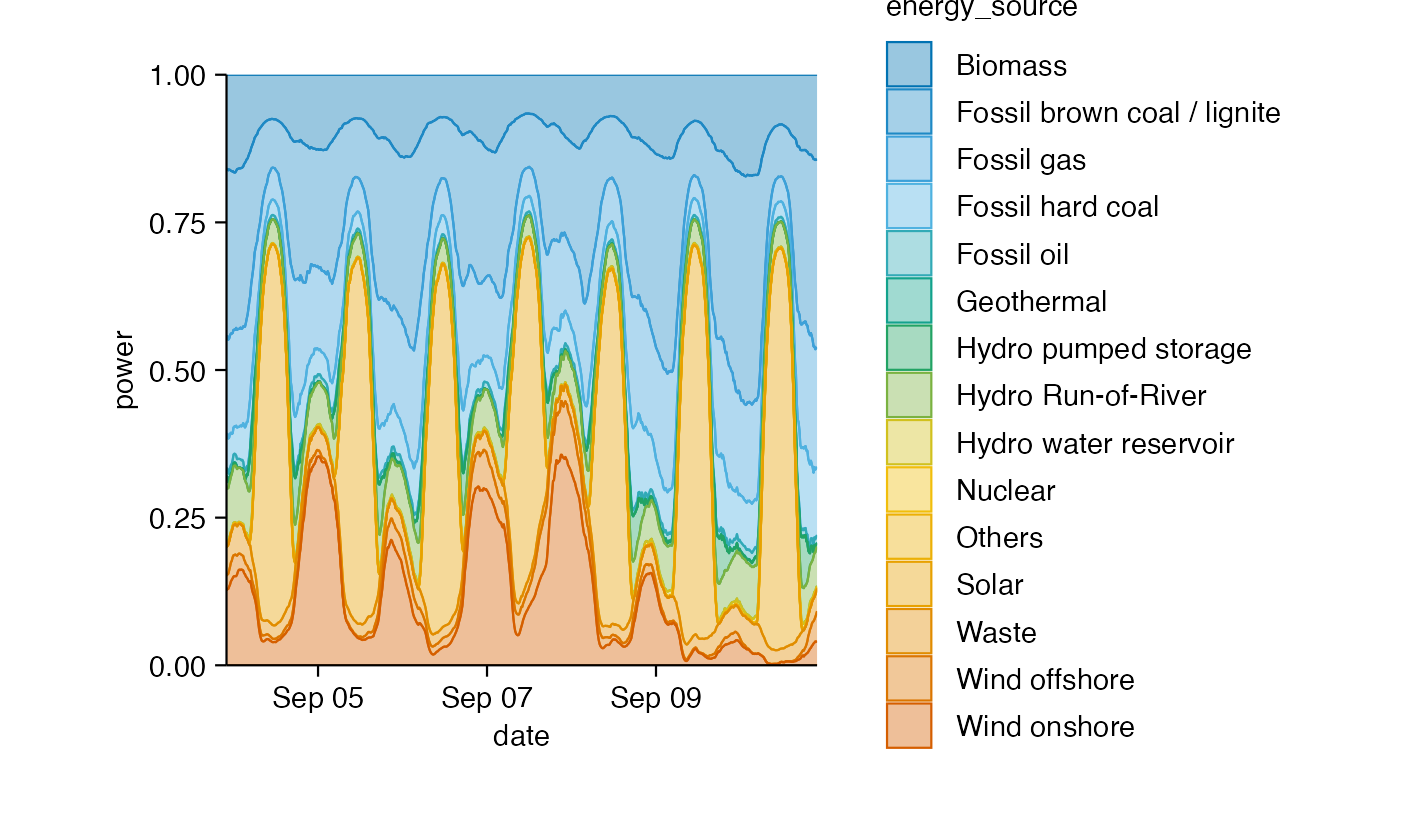 energy_source
Biomass
Fossil brown coal / lignite
Fossil gas
Fossil hard coal
Fossil oil
Geothermal
Hydro pumped storage
Hydro Run-of-River
Hydro water reservoir
Nuclear
Others
Solar
Waste
Wind offshore
Wind onshore
1.00
0.75
0.50
0.25
0.00
power
Sep 05 Sep 07 Sep 09
date